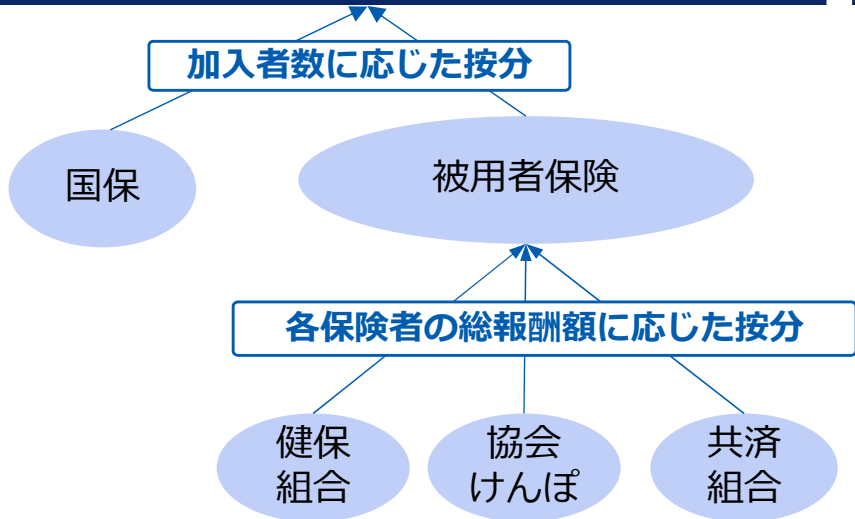 加入者数に応じた按分
国保
被用者保険
各保険者の総報酬額に応じた按分
健保
組合
協会
けんぽ
共済
組合